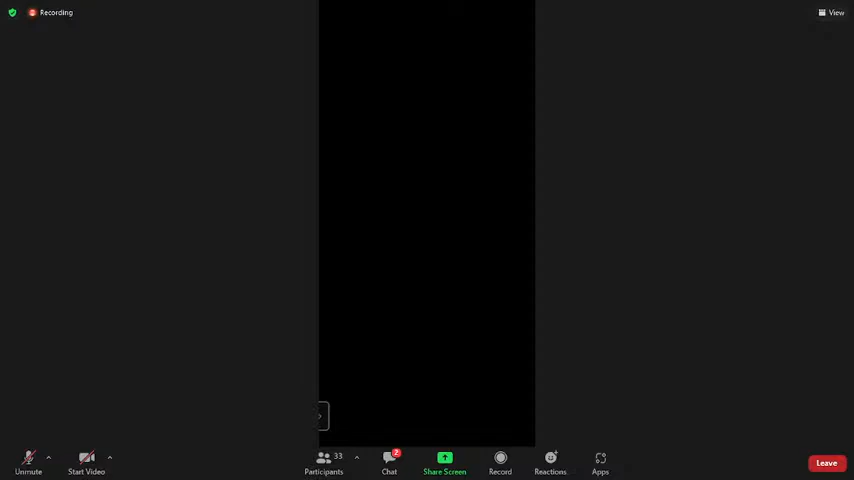 Recording
View
33
2
Unmute
Start Video
Participants
Chat
Share Screen
Record
Reactions
Apps
Leave